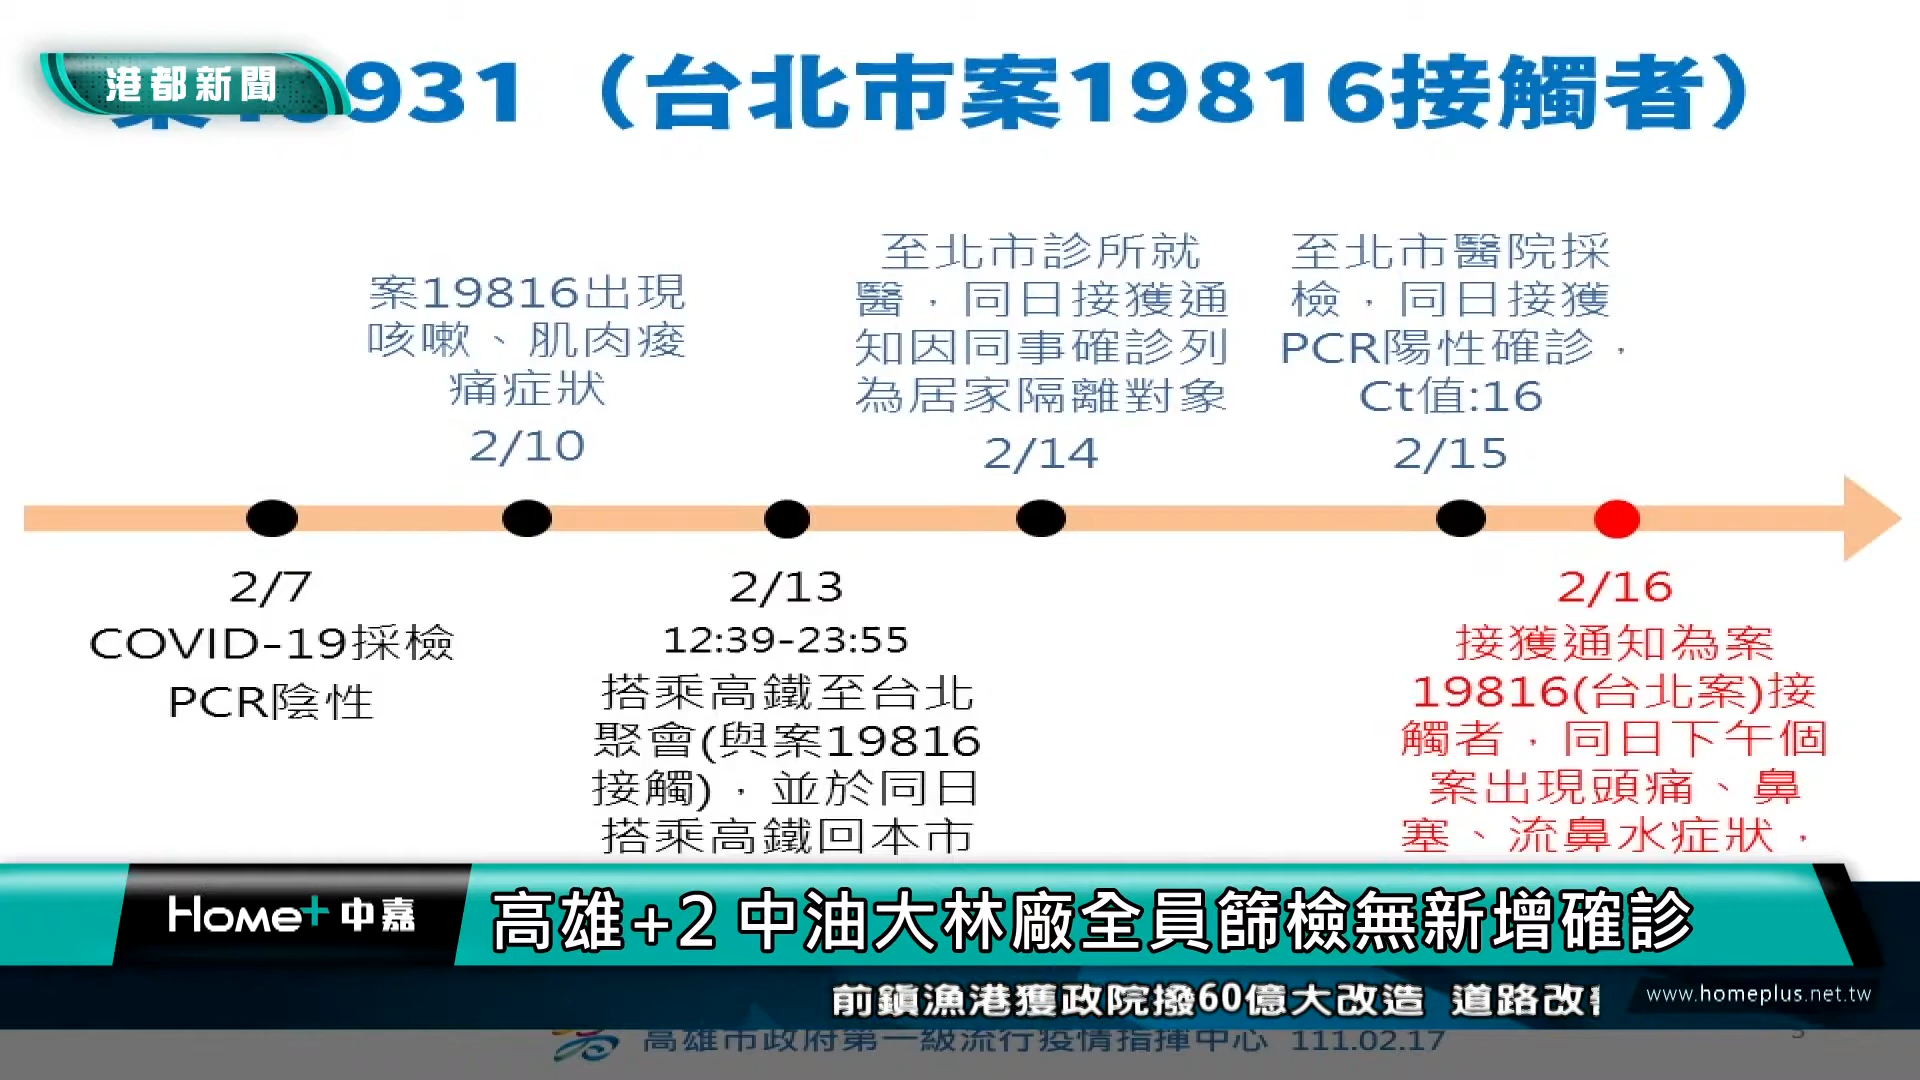 港都新聞
931（台北市案19816接觸者）
案19816出現
咳嗽、肌肉痠
痛症狀
2/10
至北市診所就
醫，同日接獲通
知因同事確診列
為居家隔離對象
2/14
至北市醫院採
檢，同日接獲
PCR陽性確診，
Ct值:16
2/15
2/7
COVID-19採檢
PCR陰性
2/13
12:39-23:55
搭乘高鐵至台北
聚會(與案19816
接觸)，並於同日
搭乘高鐵回本市
2/16
接獲通知為案
19816(台北案)接
觸者，同日下午個
案出現頭痛、鼻
塞、流鼻水症狀，
Home+ 中嘉
高雄+2 中油大林廠全員篩檢無新增確診
前鎮漁港獲政院撥60億大改造 道路改
www.homeplus.net.tw
高雄市政府第一級流行疫情指揮中心 111.02.17